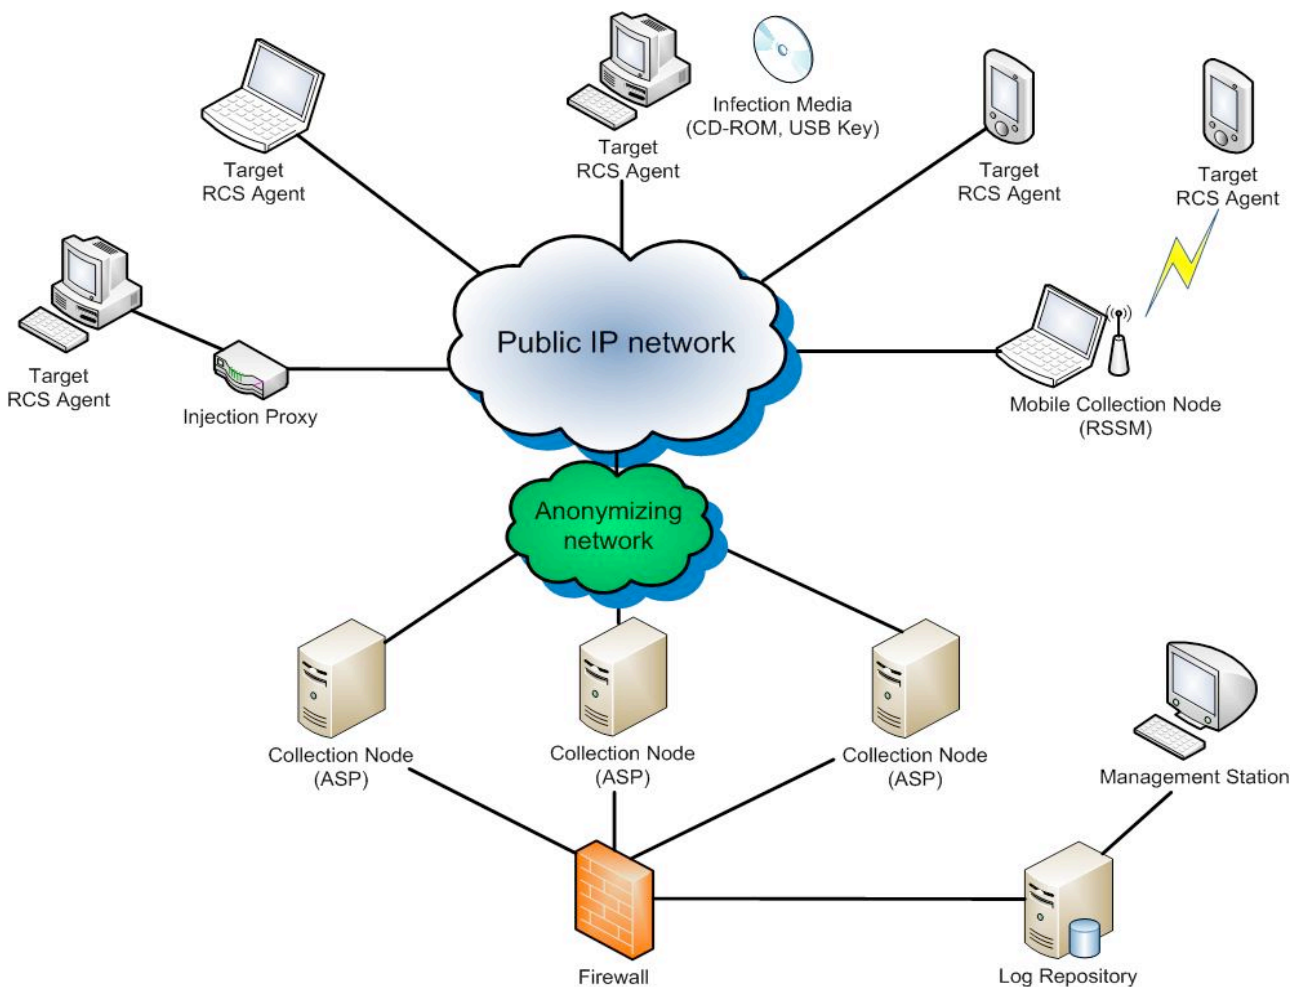 Infection Media
(CD-ROM, USB Key)
Target
RCS Agent
Target
RCS Agent
Target
RCS Agent
Target
RCS Agent
Public IP network
Target
RCS Agent
Injection Proxy
Mobile Collection Node
(RSSM)
Anonymizing
network
Collection Node
(ASP)
Collection Node
(ASP)
Collection Node
(ASP)
Management Station
Firewall
Log Repository